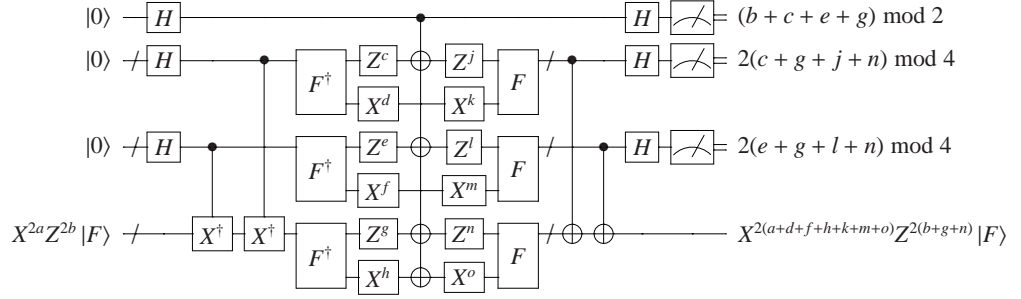 |0⟩ H H (b + c + e + g) mod 2
|0⟩ H F† Z^c Z^j F H 2(c + g + j + n) mod 4
X^d X^k
|0⟩ H F† Z^e Z^l F H 2(e + g + l + n) mod 4
X^f X^m
X^{2a}Z^{2b} |F⟩ X† X† F† Z^g Z^n F X^{2(a+d+f+h+k+m+o)}Z^{2(b+g+n)} |F⟩
X^h X^o